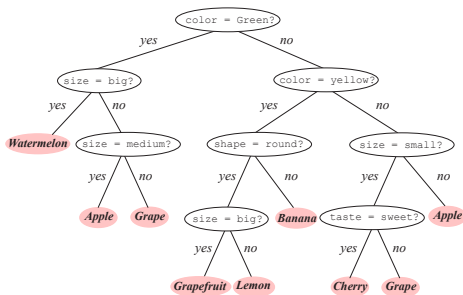 color = Green?
yes no
size = big? color = yellow?
yes no yes no
Watermelon size = medium? shape = round? size = small?
yes no yes no yes no
Apple Grape size = big? Banana taste = sweet? Apple
yes no yes no
Grapefruit Lemon Cherry Grape